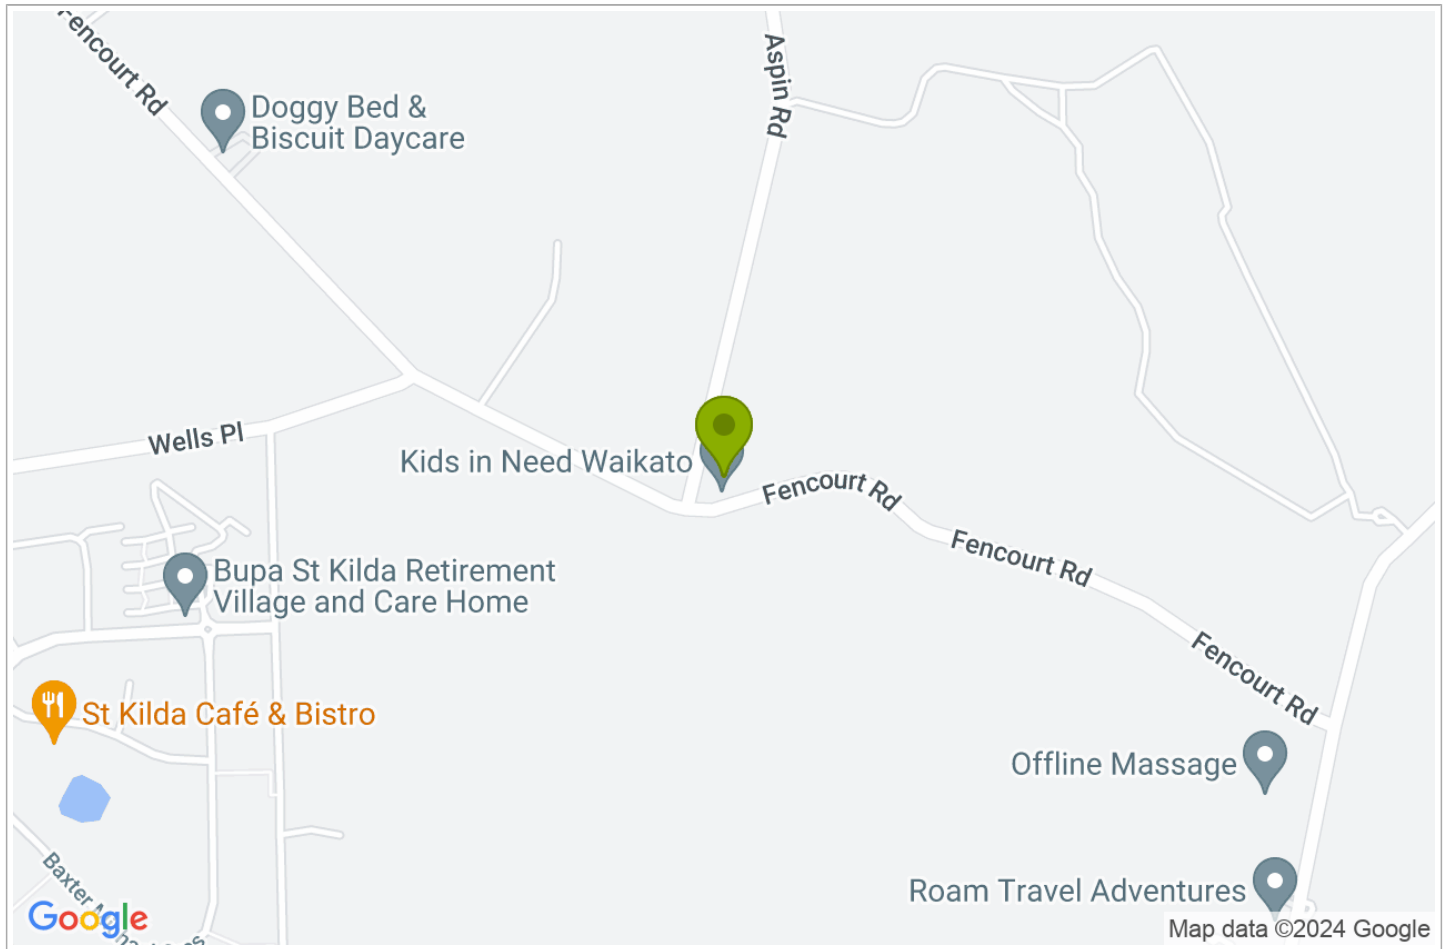 Fencourt Rd
Aspin Rd
Doggy Bed &
Biscuit Daycare
Wells Pl
Kids in Need Waikato
Fencourt Rd
Fencourt Rd
Bupa St Kilda Retirement
Village and Care Home
Fencourt Rd
St Kilda Café & Bistro
Offline Massage
Baxter
Roam Travel Adventures
Google
Map data ©2024 Google